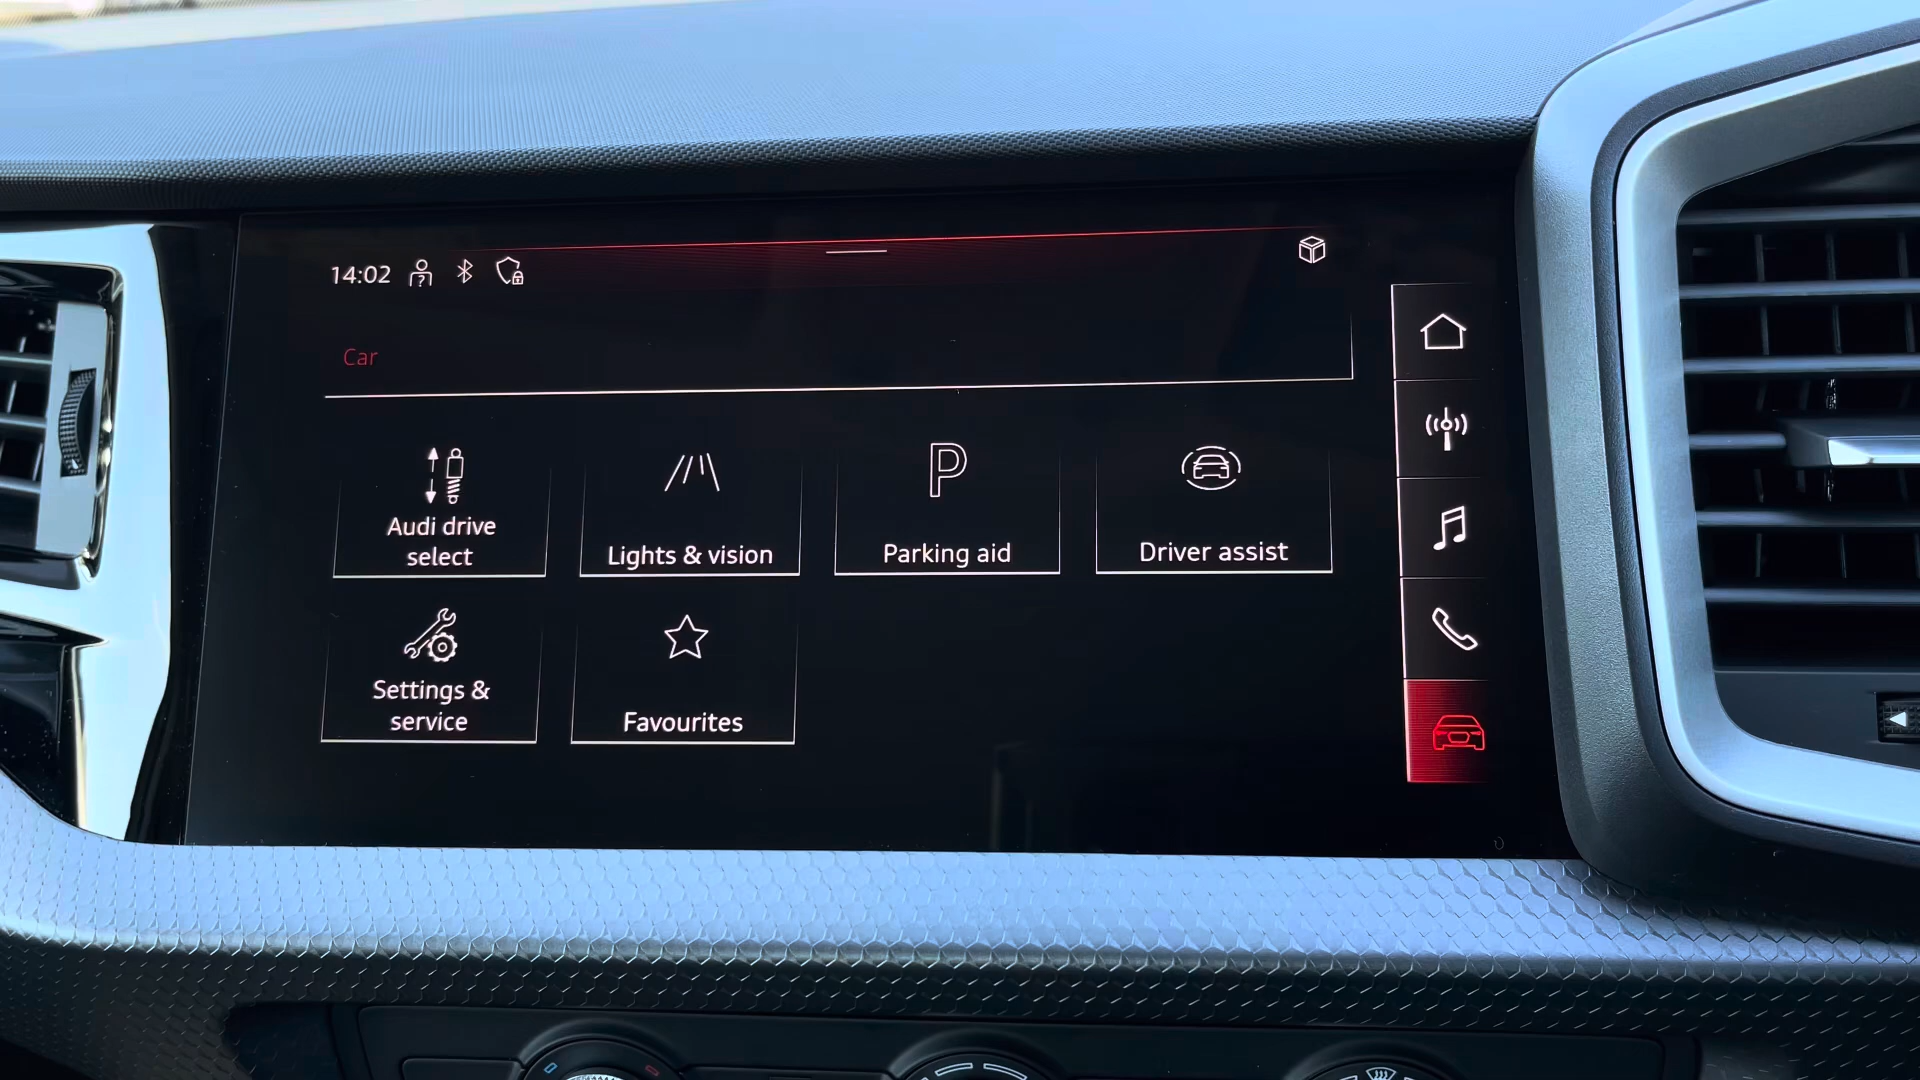 14:02
Car
Audi drive
select
Lights & vision
P
Parking aid
Driver assist
Settings &
service
Favourites